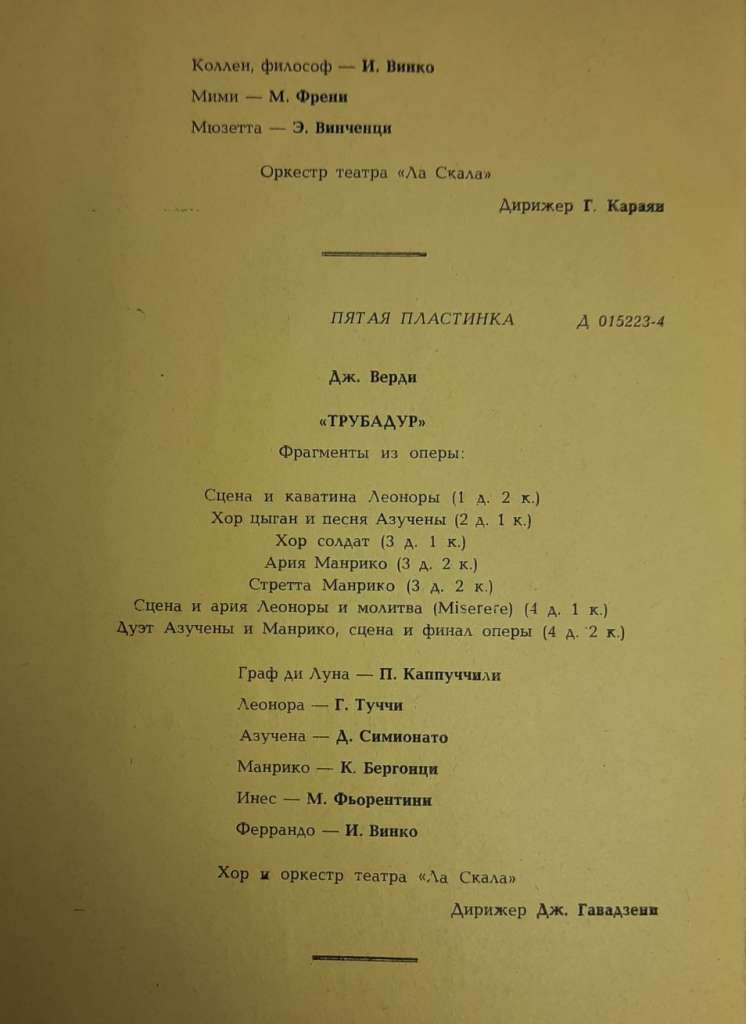 Коллен, философ — И. Винко
Мими — М. Френи
Мюзетта — Э. Винченци
Оркестр театра «Ла Скала»
Дирижер Г. Караян
ПЯТАЯ ПЛАСТИНКА Д 015223-4
Дж. Верди
«ТРУБАДУР»
Фрагменты из оперы:
Сцена и каватина Леоноры (1 д. 2 к.)
Хор цыган и песня Азучены (2 д. 1 к.)
Хор солдат (3 д. 1 к.)
Ария Манрико (3 д. 2 к.)
Стретта Манрико (3 д. 2 к.)
Сцена и ария Леоноры и молитва (Miserere) (4 д. 1 к.)
Дуэт Азучены и Манрико, сцена и финал оперы (4 д. 2 к.)
Граф ди Луна — П. Каппуччили
Леонора — Г. Туччи
Азучена — Д. Симионато
Манрико — К. Бергонци
Инес — М. Фьорентини
Феррандо — И. Винко
Хор и оркестр театра «Ла Скала»
Дирижер Дж. Гавадзени